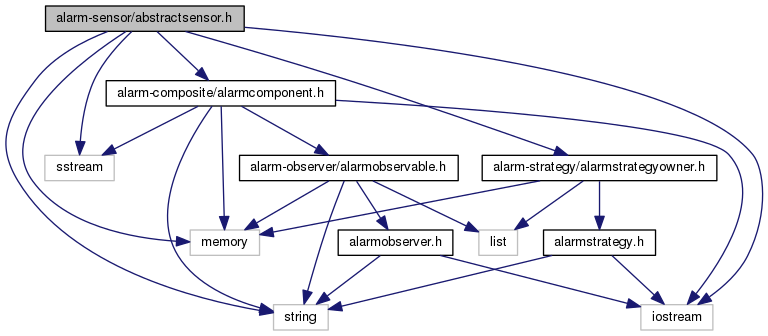 alarm-sensor/abstractsensor.h
alarm-composite/alarmcomponent.h
sstream
alarm-observer/alarmobservable.h
alarm-strategy/alarmstrategyowner.h
memory
alarmobserver.h
list
alarmstrategy.h
string
iostream